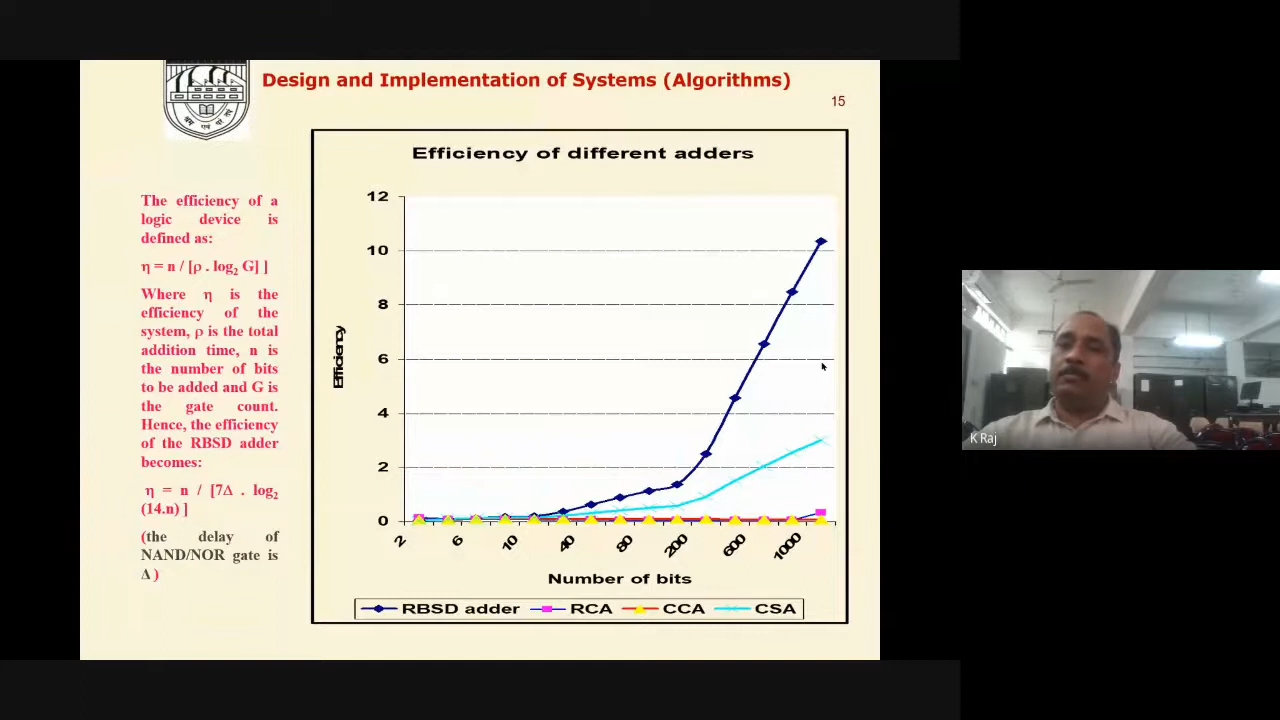 Design and Implementation of Systems (Algorithms)
15
श्रम एवं परं तपः
The efficiency of a
logic device is
defined as:
η = n / [ρ . log₂ G] ]
Where η is the
efficiency of the
system, ρ is the total
addition time, n is
the number of bits
to be added and G is
the gate count.
Hence, the efficiency
of the RBSD adder
becomes:
η = n / [7Δ . log₂
(14.n) ]
(the delay of
NAND/NOR gate is
Δ )
Efficiency of different adders
Efficiency
12
10
8
6
4
2
0
2
6
10
40
80
200
600
1000
Number of bits
RBSD adder
RCA
CCA
CSA
K Raj